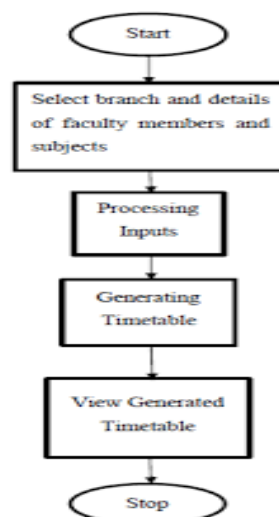 Start
Select branch and details
of faculty members and
subjects
Processing
Inputs
Generating
Timetable
View Generated
Timetable
Stop